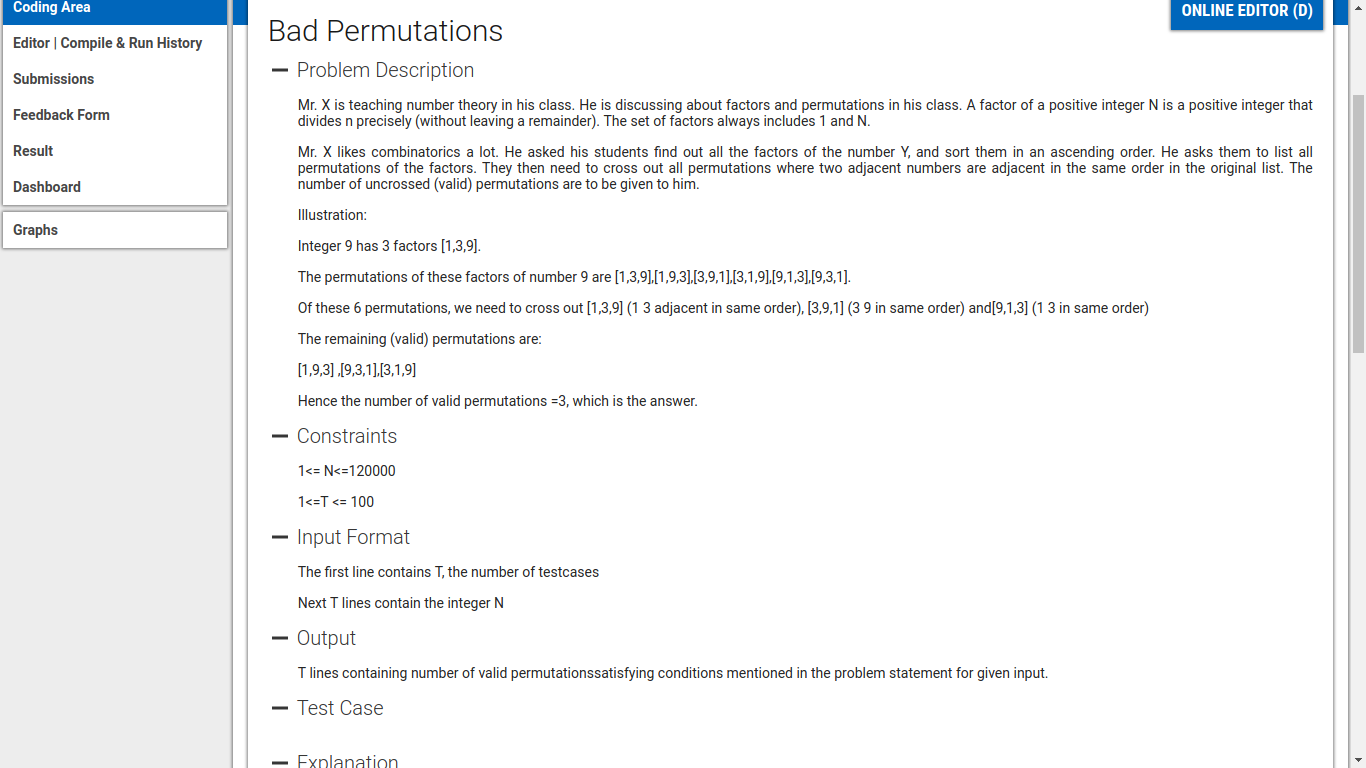 Coding Area
Editor | Compile & Run History
Submissions
Feedback Form
Result
Dashboard
Graphs
ONLINE EDITOR (D)
Bad Permutations
Problem Description
Mr. X is teaching number theory in his class. He is discussing about factors and permutations in his class. A factor of a positive integer N is a positive integer that
divides n precisely (without leaving a remainder). The set of factors always includes 1 and N.
Mr. X likes combinatorics a lot. He asked his students find out all the factors of the number Y, and sort them in an ascending order. He asks them to list all
permutations of the factors. They then need to cross out all permutations where two adjacent numbers are adjacent in the same order in the original list. The
number of uncrossed (valid) permutations are to be given to him.
Illustration:
Integer 9 has 3 factors [1,3,9].
The permutations of these factors of number 9 are [1,3,9],[1,9,3],[3,9,1],[3,1,9],[9,1,3],[9,3,1].
Of these 6 permutations, we need to cross out [1,3,9] (1 3 adjacent in same order), [3,9,1] (3 9 in same order) and[9,1,3] (1 3 in same order)
The remaining (valid) permutations are:
[1,9,3] ,[9,3,1],[3,1,9]
Hence the number of valid permutations =3, which is the answer.
Constraints
1<= N<=120000
1<=T <= 100
Input Format
The first line contains T, the number of testcases
Next T lines contain the integer N
Output
T lines containing number of valid permutationssatisfying conditions mentioned in the problem statement for given input.
Test Case
Explanation